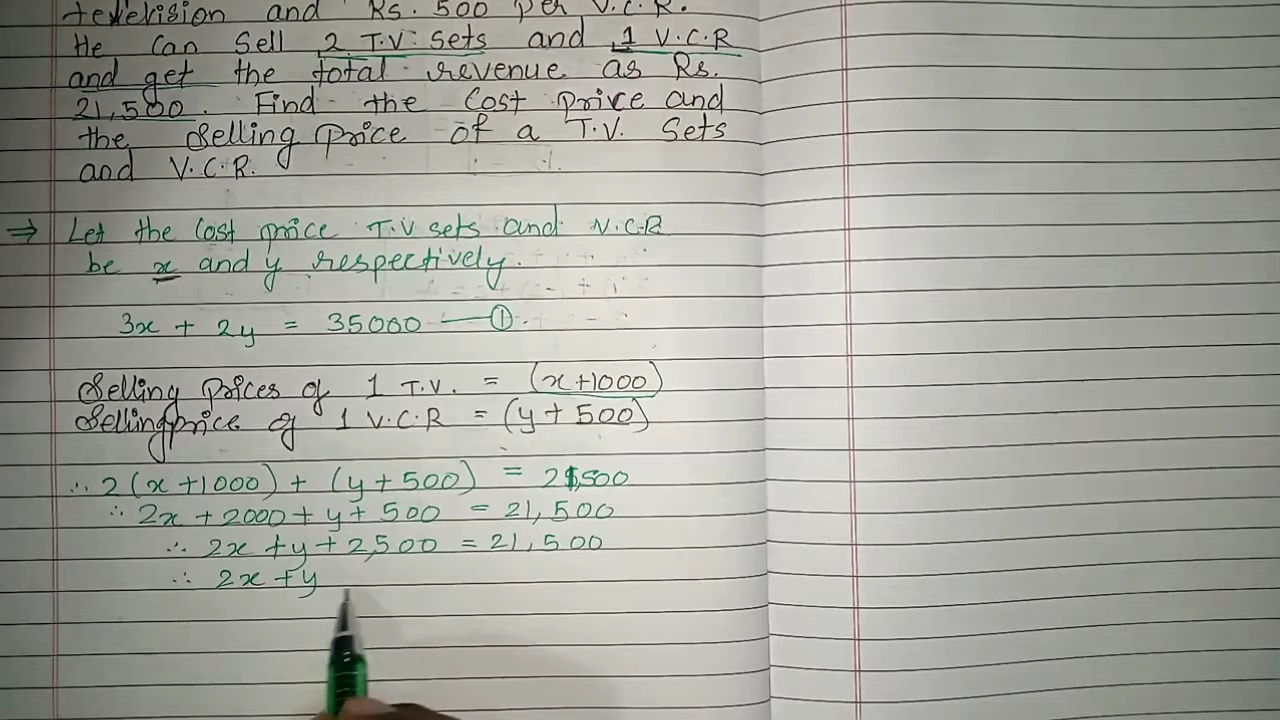 television and Rs. 500 per V.C.R.
He can sell 2 T.V. sets and 1 V.C.R
and get the total revenue as Rs.
21,500. Find the cost price and
the selling price of a T.V. sets
and V.C.R.
⇒ Let the cost price T.V sets and V.C.R
be x and y respectively.
3x + 2y = 35000 — ①.
Selling prices of 1 T.V. = (x+1000)
Selling price of 1 V.C.R = (y + 500)
∴ 2(x+1000) + (y+500) = 21,500
∴ 2x + 2000 + y + 500 = 21,500
∴ 2x + y + 2,500 = 21,500
∴ 2x + y